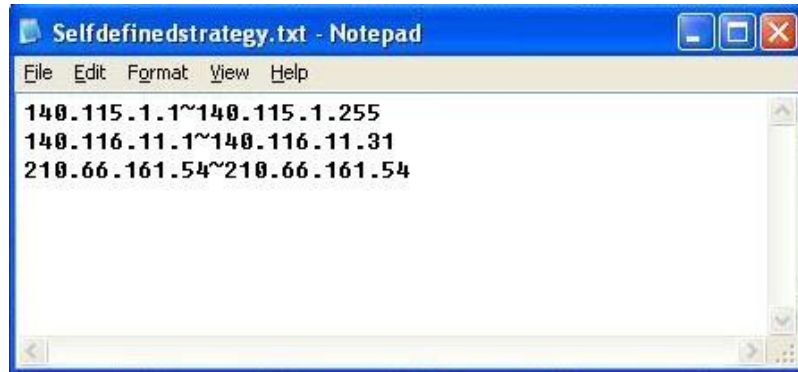 Selfdefinedstrategy.txt - Notepad
File Edit Format View Help
140.115.1.1~140.115.1.255
140.116.11.1~140.116.11.31
210.66.161.54~210.66.161.54